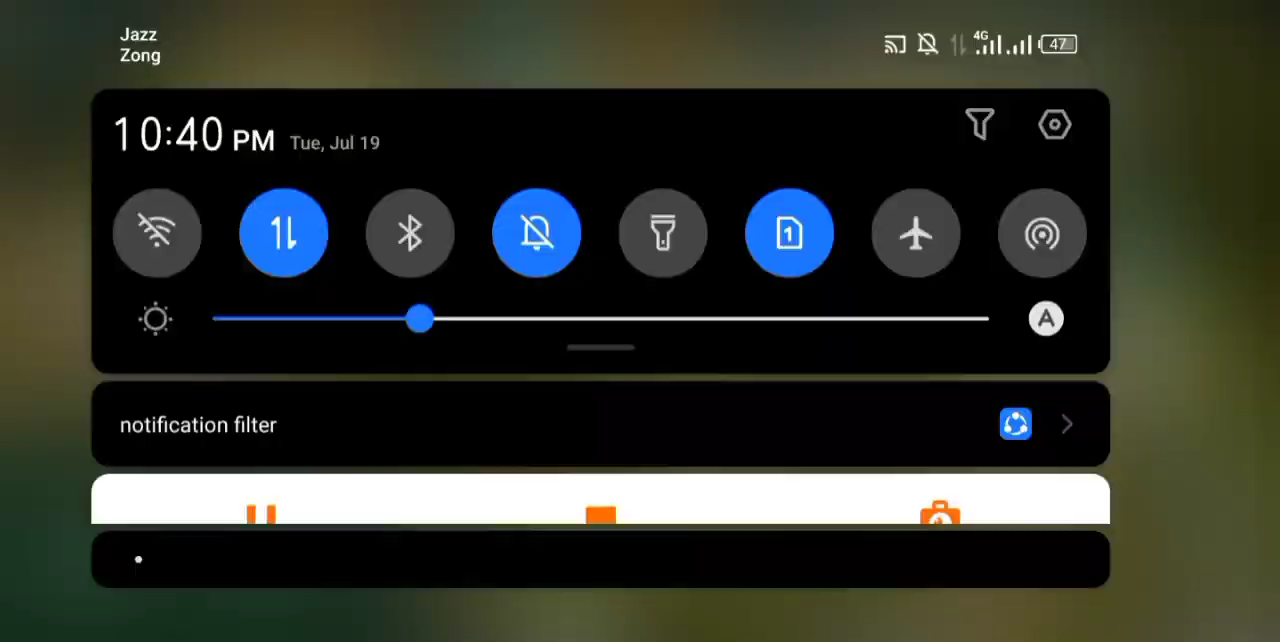 Jazz
Zong
4G
47
10:40 PM Tue, Jul 19
1
A
notification filter